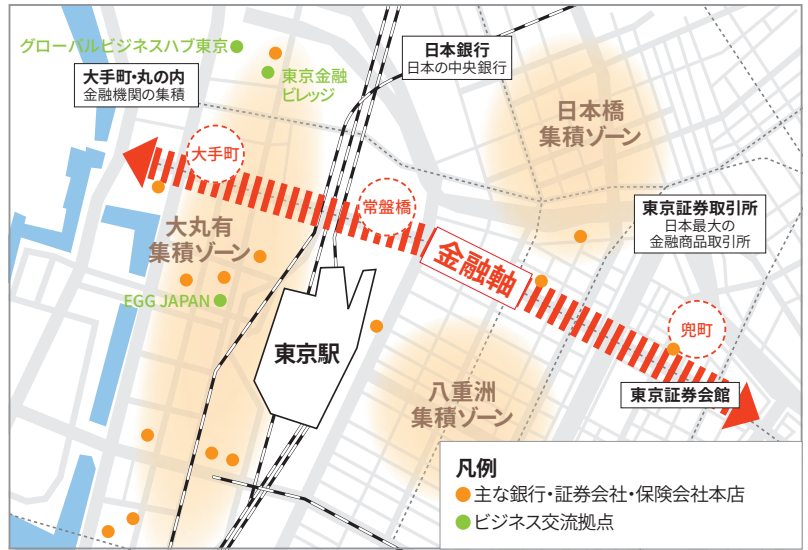 グローバルビジネスハブ東京
大手町・丸の内
金融機関の集積
東京金融
ビレッジ
日本銀行
日本の中央銀行
日本橋
集積ゾーン
大手町
常盤橋
東京証券取引所
日本最大の
金融商品取引所
大丸有
集積ゾーン
金融軸
EGG JAPAN
兜町
東京駅
八重洲
集積ゾーン
東京証券会館
凡例
主な銀行・証券会社・保険会社本店
ビジネス交流拠点